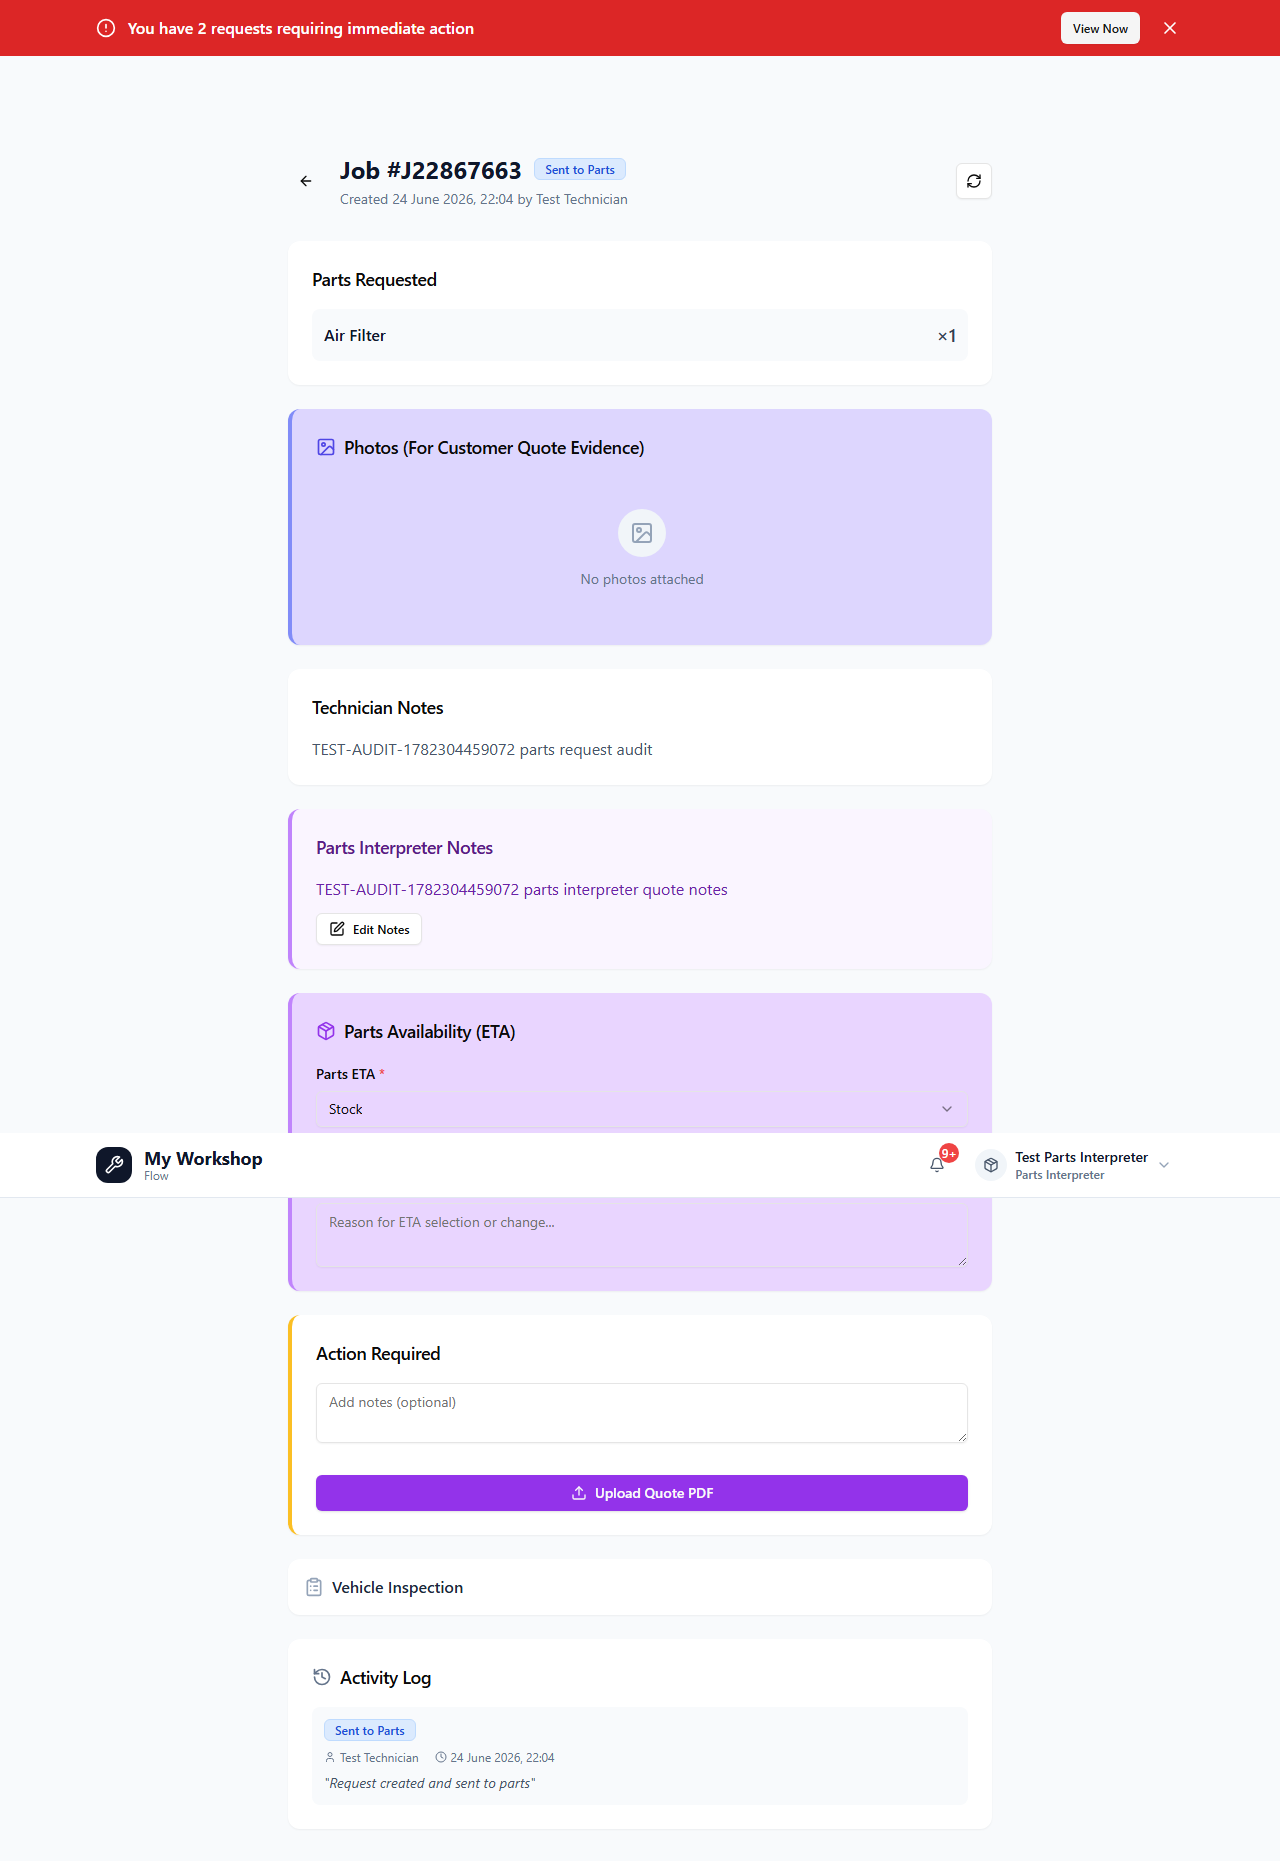 You have 2 requests requiring immediate action
View Now
Job #J22867663
Sent to Parts
Created 24 June 2026, 22:04 by Test Technician
Parts Requested
Air Filter
×1
Photos (For Customer Quote Evidence)
No photos attached
Technician Notes
TEST-AUDIT-1782304459072 parts request audit
Parts Interpreter Notes
TEST-AUDIT-1782304459072 parts interpreter quote notes
Edit Notes
Parts Availability (ETA)
Parts ETA *
Stock
My Workshop
Flow
9+
Test Parts Interpreter
Parts Interpreter
Reason for ETA selection or change...
Action Required
Add notes (optional)
Upload Quote PDF
Vehicle Inspection
Activity Log
Sent to Parts
Test Technician
24 June 2026, 22:04
"Request created and sent to parts"